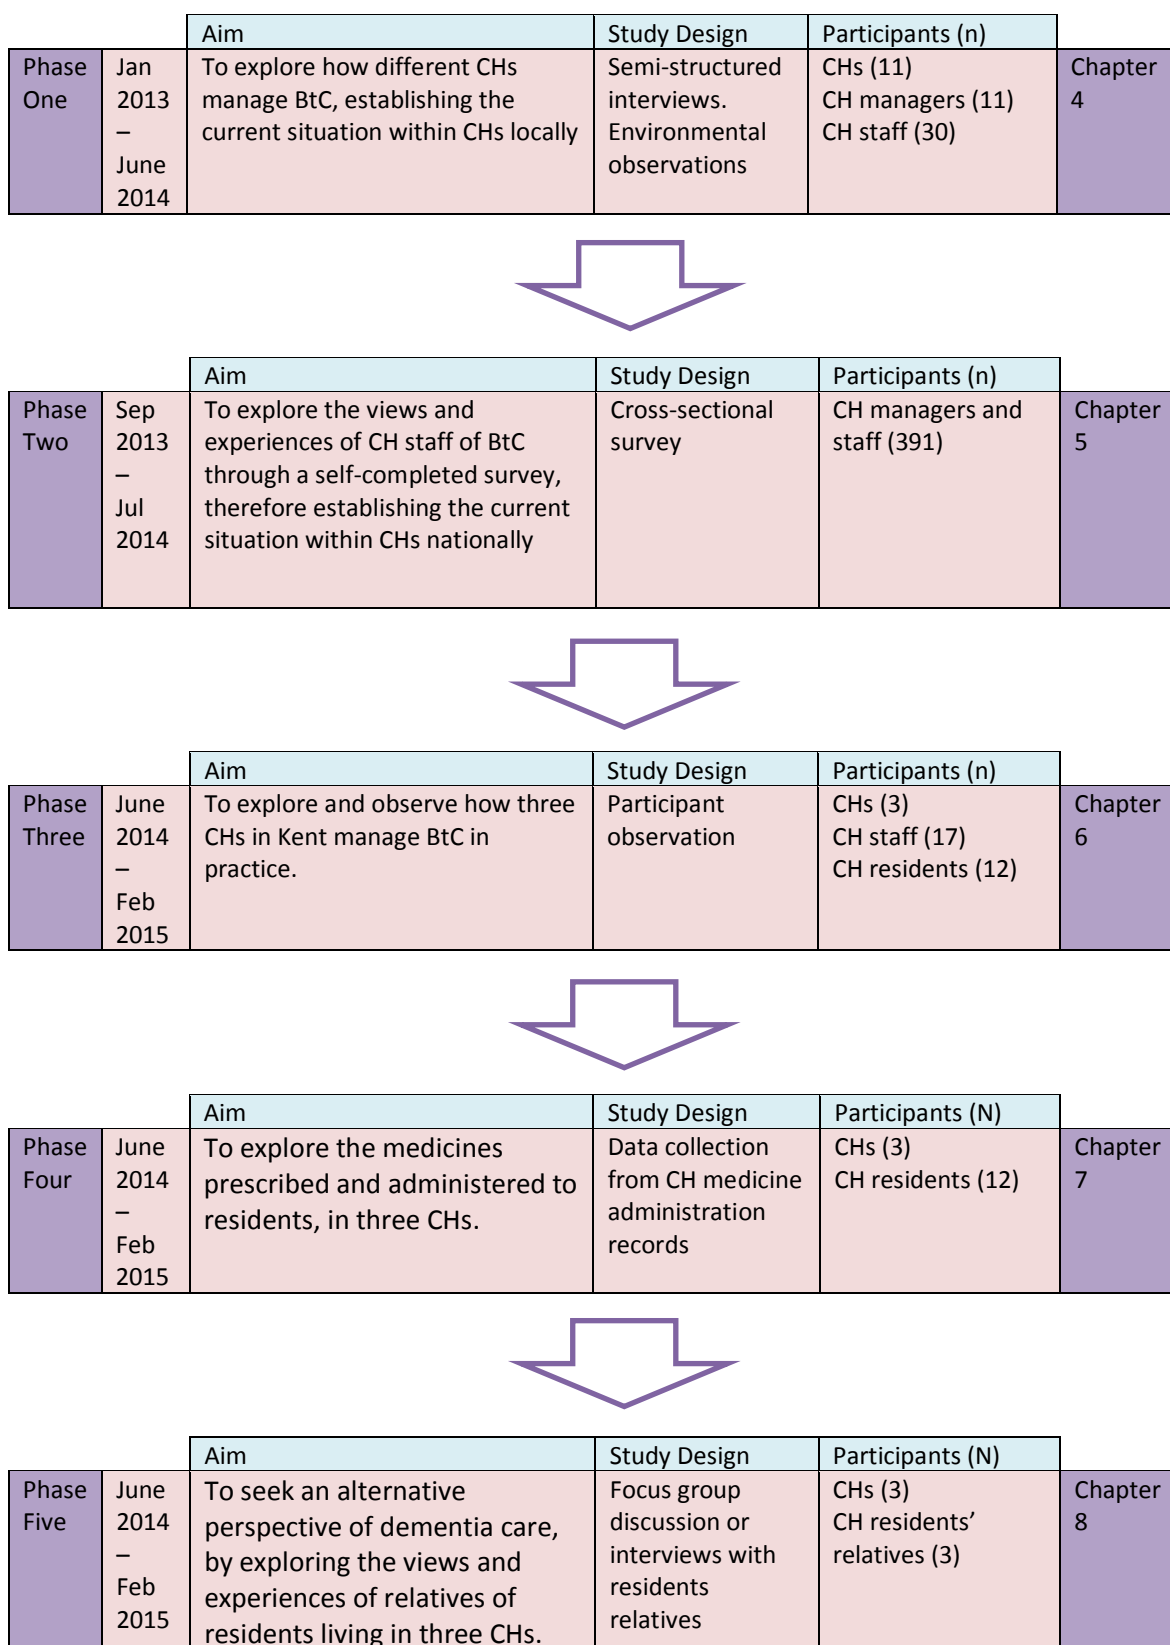 Aim
Study Design
Participants (n)
Phase
One
Jan
2013
–
June
2014
To explore how different CHs
manage BtC, establishing the
current situation within CHs locally
Semi-structured
interviews.
Environmental
observations
CHs (11)
CH managers (11)
CH staff (30)
Chapter
4
Aim
Study Design
Participants (n)
Phase
Two
Sep
2013
–
Jul
2014
To explore the views and
experiences of CH staff of BtC
through a self-completed survey,
therefore establishing the current
situation within CHs nationally
Cross-sectional
survey
CH managers and
staff (391)
Chapter
5
Aim
Study Design
Participants (n)
Phase
Three
June
2014
–
Feb
2015
To explore and observe how three
CHs in Kent manage BtC in
practice.
Participant
observation
CHs (3)
CH staff (17)
CH residents (12)
Chapter
6
Aim
Study Design
Participants (N)
Phase
Four
June
2014
–
Feb
2015
To explore the medicines
prescribed and administered to
residents, in three CHs.
Data collection
from CH medicine
administration
records
CHs (3)
CH residents (12)
Chapter
7
Aim
Study Design
Participants (N)
Phase
Five
June
2014
–
Feb
2015
To seek an alternative
perspective of dementia care,
by exploring the views and
experiences of relatives of
residents living in three CHs.
Focus group
discussion or
interviews with
residents
relatives
CHs (3)
CH residents’
relatives (3)
Chapter
8